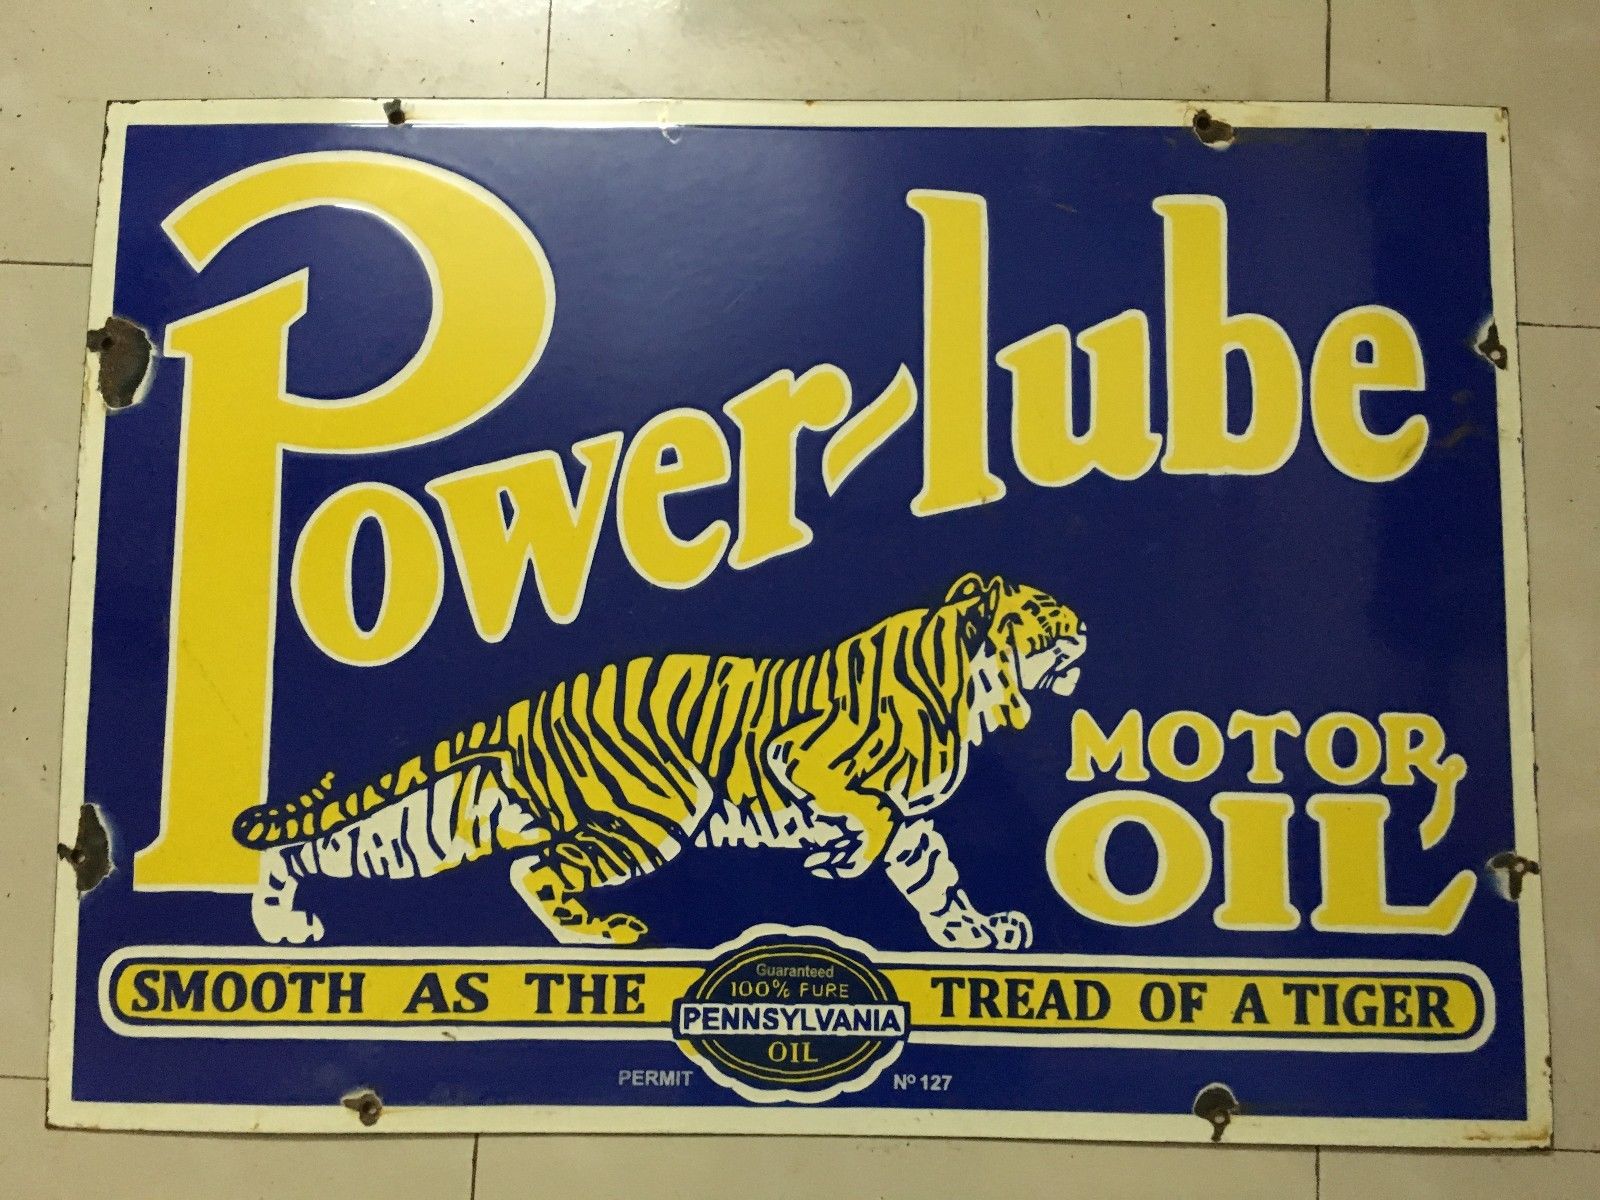 Power-lube
MOTOR
OIL
SMOOTH AS THE TREAD OF A TIGER
Guaranteed
100% FURE
PENNSYLVANIA
OIL
PERMIT Nº 127